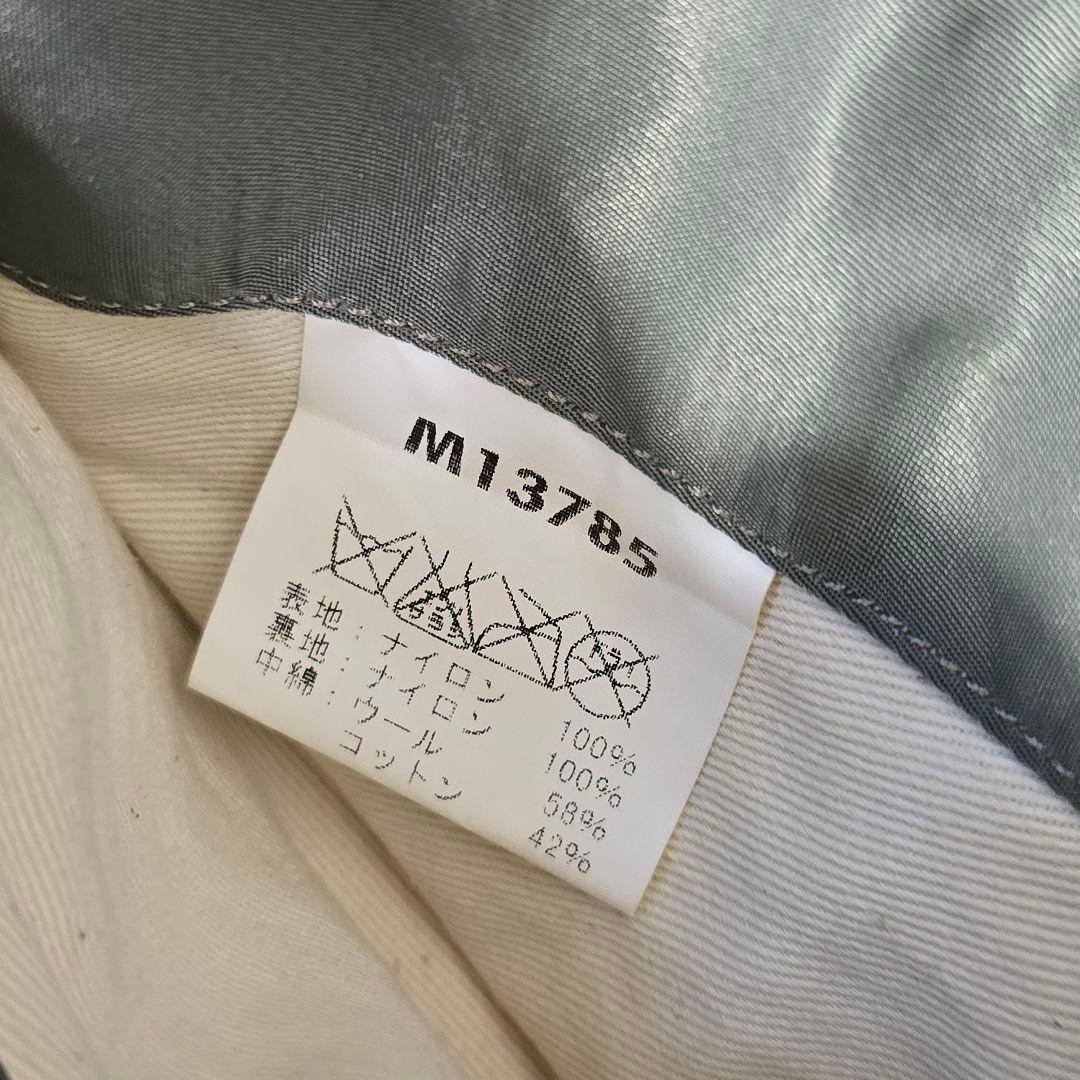 M13785
表地:ナイロン 100%
裏地:ナイロン 100%
中綿:ウール 58%
コットン 42%